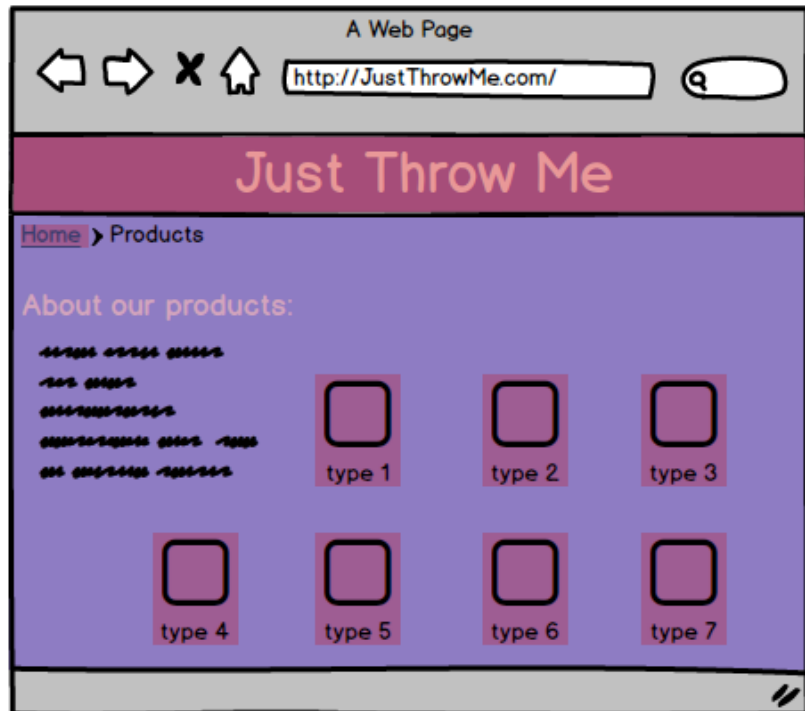 A Web Page
http://JustThrowMe.com/
Just Throw Me
Home > Products
About our products:
type 1 type 2 type 3
type 4 type 5 type 6 type 7